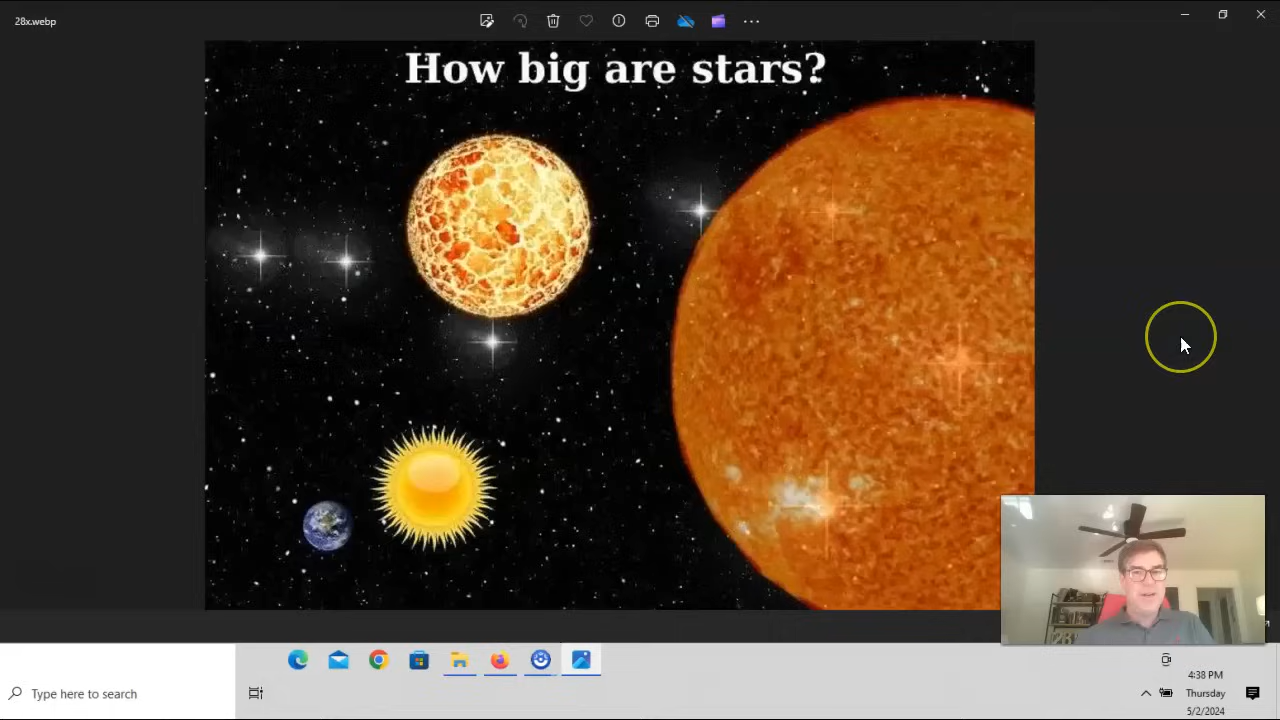 28x.webp
How big are stars?
Type here to search
4:38 PM
Thursday
5/2/2024